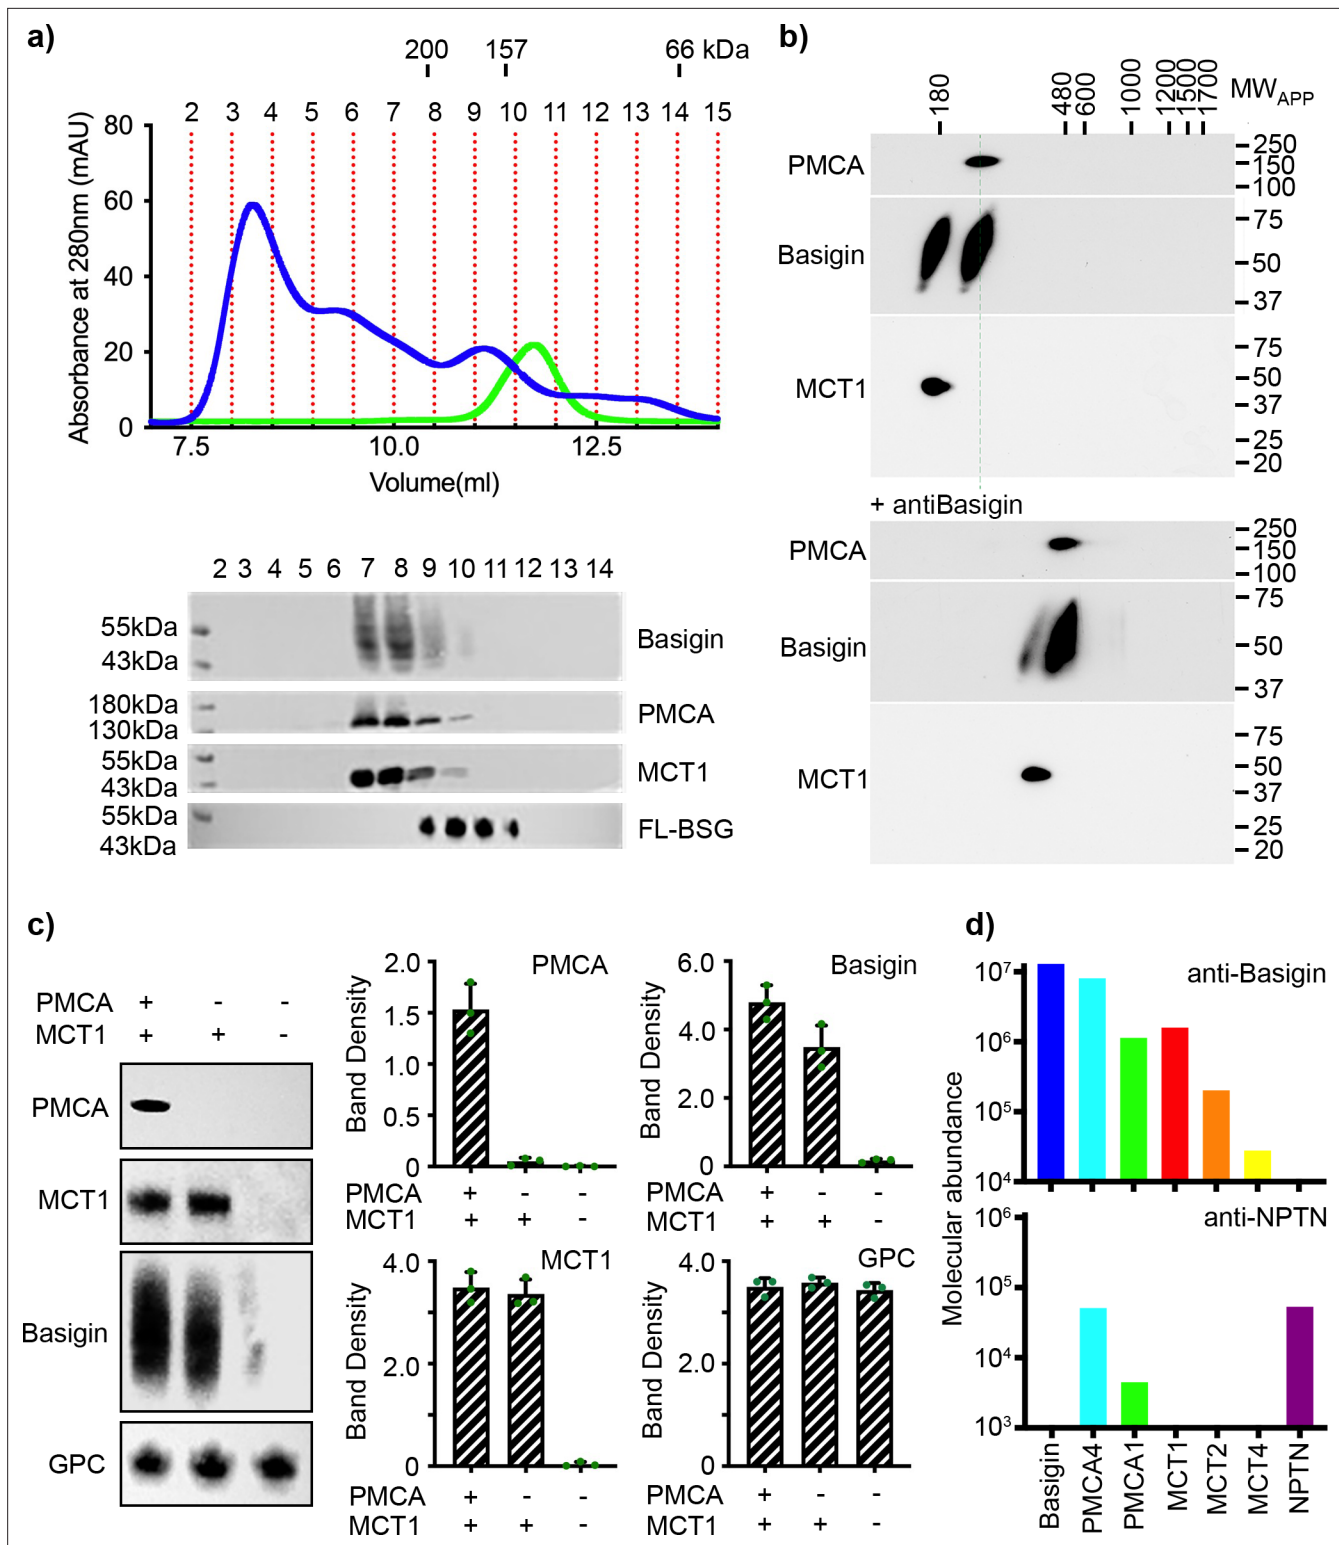 a)
200 157 66 kDa
2 3 4 5 6 7 8 9 10 11 12 13 14 15
80
60
40
20
0
Absorbance at 280nm (mAU)
7.5 10.0 12.5
Volume(ml)
2 3 4 5 6 7 8 9 10 11 12 13 14
55kDa
43kDa
Basigin
180kDa
130kDa
PMCA
55kDa
43kDa
MCT1
55kDa
43kDa
FL-BSG
b)
180 480 600 1000 1200 1500 1700 MWAPP
PMCA
250
150
100
Basigin
75
50
37
MCT1
75
50
37
25
20
+ antiBasigin
PMCA
250
150
100
Basigin
75
50
37
MCT1
75
50
37
25
20
c)
PMCA + - -
MCT1 + + -
PMCA
MCT1
Basigin
GPC
PMCA
Band Density
2.0
1.5
1.0
0.5
0
PMCA + - -
MCT1 + + -
Basigin
Band Density
6.0
4.0
2.0
0
PMCA + - -
MCT1 + + -
MCT1
Band Density
4.0
2.0
0
PMCA + - -
MCT1 + + -
GPC
Band Density
4.0
2.0
0
PMCA + - -
MCT1 + + -
d)
Molecular abundance
anti-Basigin
10⁷
10⁶
10⁵
10⁴
anti-NPTN
10⁶
10⁵
10⁴
10³
Basigin PMCA4 PMCA1 MCT1 MCT2 MCT4 NPTN